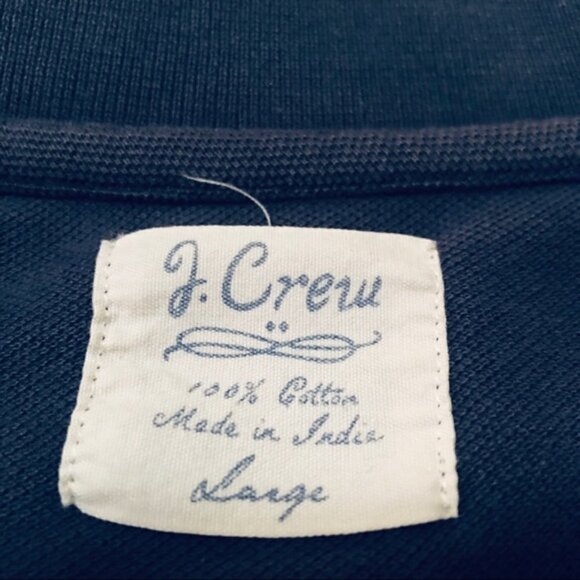 J. Crew
100% Cotton
Made in India
Large